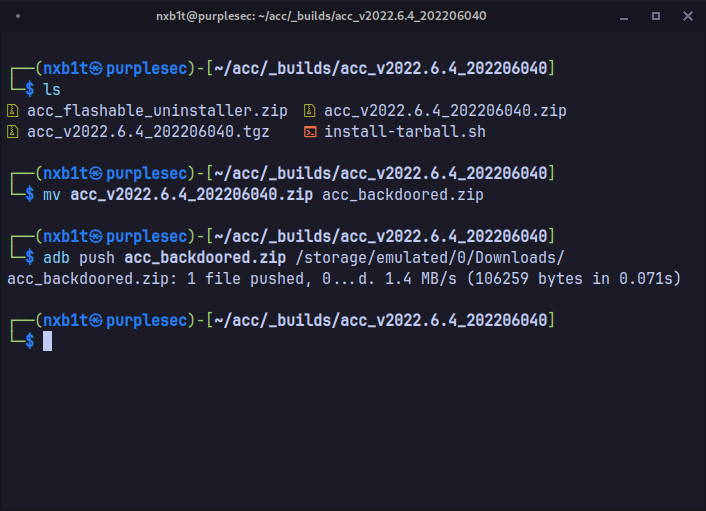 nxb1t@purplesec: ~/acc/_builds/acc_v2022.6.4_202206040
┌──(nxb1t㉿purplesec)-[~/acc/_builds/acc_v2022.6.4_202206040]
└─$ ls
acc_flashable_uninstaller.zip acc_v2022.6.4_202206040.zip
acc_v2022.6.4_202206040.tgz install-tarball.sh
┌──(nxb1t㉿purplesec)-[~/acc/_builds/acc_v2022.6.4_202206040]
└─$ mv acc_v2022.6.4_202206040.zip acc_backdoored.zip
┌──(nxb1t㉿purplesec)-[~/acc/_builds/acc_v2022.6.4_202206040]
└─$ adb push acc_backdoored.zip /storage/emulated/0/Downloads/
acc_backdoored.zip: 1 file pushed, 0...d. 1.4 MB/s (106259 bytes in 0.071s)
┌──(nxb1t㉿purplesec)-[~/acc/_builds/acc_v2022.6.4_202206040]
└─$